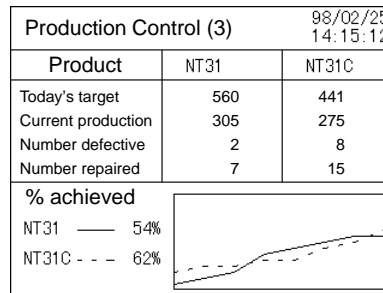 Production Control (3) 98/02/25
14:15:12
Product NT31 NT31C
Today's target 560 441
Current production 305 275
Number defective 2 8
Number repaired 7 15
% achieved
NT31 —— 54%
NT31C - - - 62%